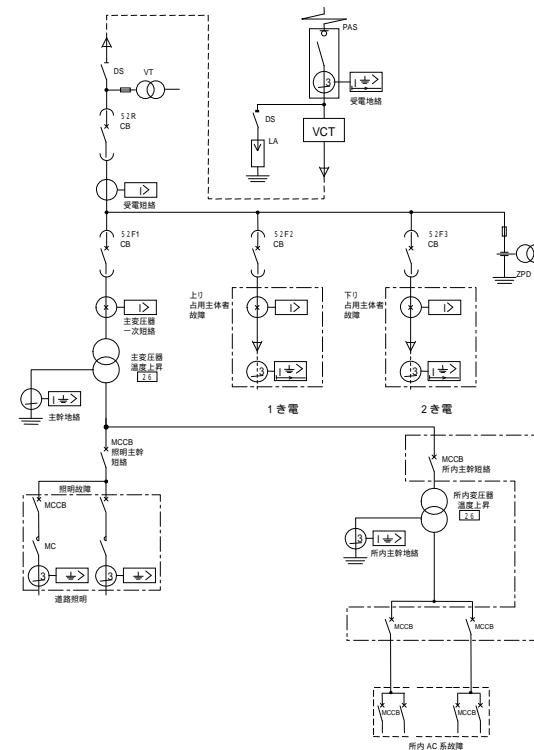 PAS
DS
VT
受電地絡
52R
CB
DS
LA
VCT
受電短絡
52F1
CB
52F2
CB
52F3
CB
ZPD
主変圧器
一次短絡
上り
占用主体者
故障
下り
占用主体者
故障
主変圧器
温度上昇
26
主幹地絡
1き電
2き電
MCCB
照明主幹
短絡
MCCB
所内主幹短絡
照明故障
MCCB
MC
所内変圧器
温度上昇
26
所内主幹地絡
道路照明
MCCB
MCCB
MCCB
MCCB
所内 AC 系故障